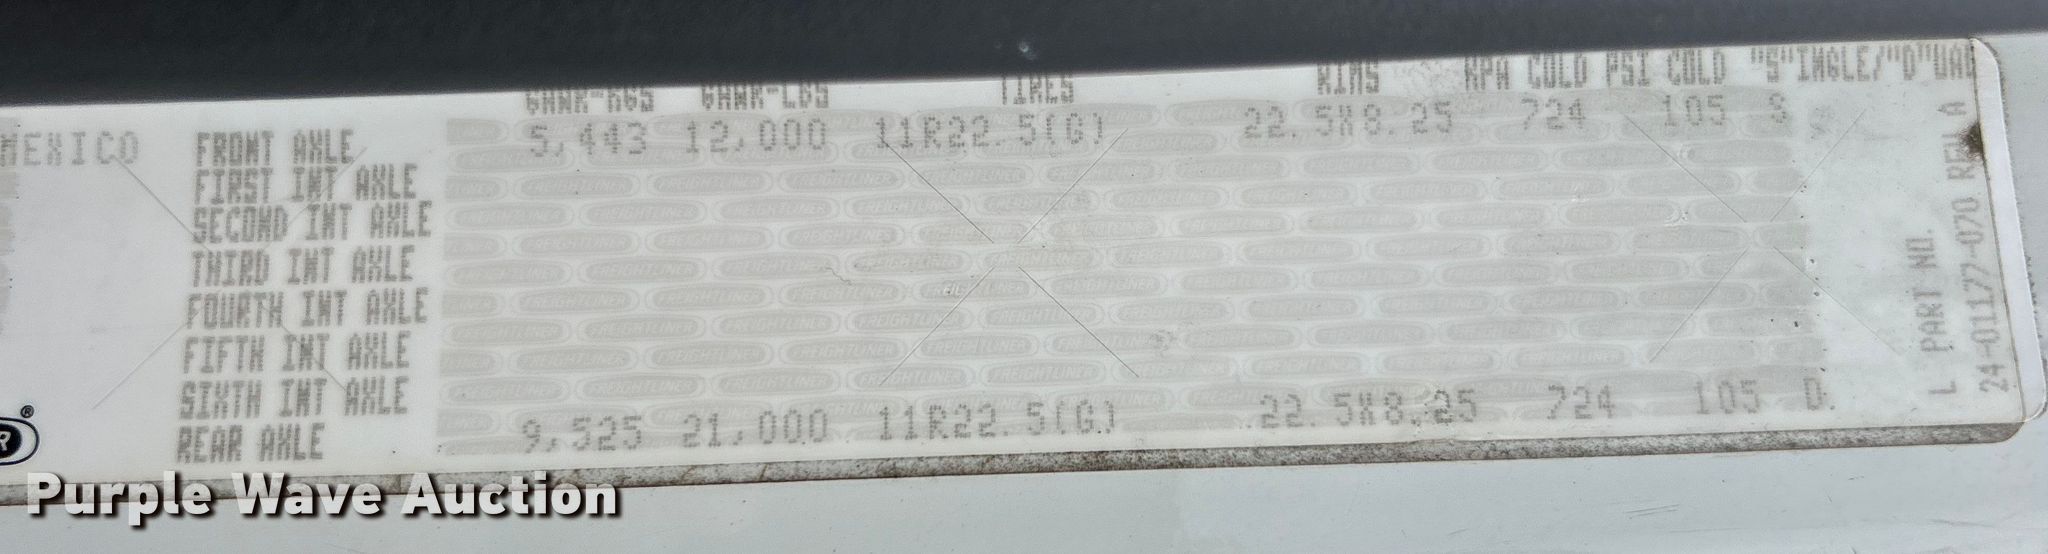 GAWR-KGS GAWR-LBS TIRES RIMS KPA COLD PSI COLD "S"INGLE/"D"UAL
MEXICO
FRONT AXLE 5,443 12,000 11R22.5(G) 22.5X8.25 724 105 S
FIRST INT AXLE
SECOND INT AXLE
THIRD INT AXLE
FOURTH INT AXLE
FIFTH INT AXLE
SIXTH INT AXLE
REAR AXLE 9,525 21,000 11R22.5(G) 22.5X8.25 724 105 D
L PART NO.
24-01177-070 REV A
FREIGHTLINER
Purple Wave Auction